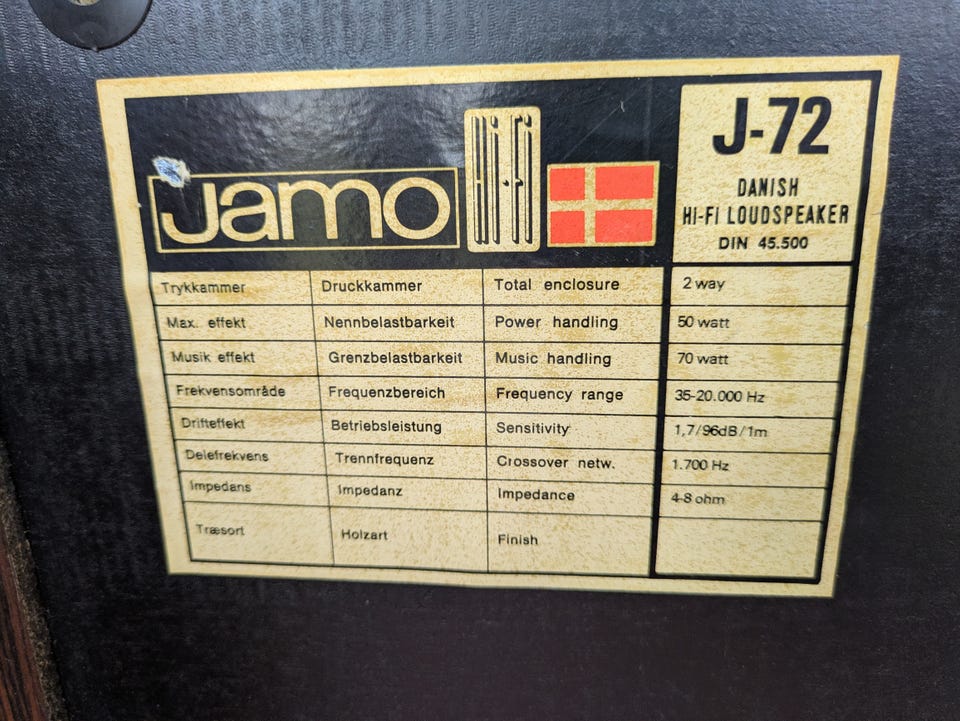 Jamo
Hi-Fi
J-72
DANISH
HI-FI LOUDSPEAKER
DIN 45.500
Trykkammer Druckkammer Total enclosure 2 way
Max. effekt Nennbelastbarkeit Power handling 50 watt
Musik effekt Grenzbelastbarkeit Music handling 70 watt
Frekvensområde Frequenzbereich Frequency range 35-20.000 Hz
Drifteffekt Betriebsleistung Sensitivity 1,7/96dB/1m
Delefrekvens Trennfrequenz Crossover netw. 1.700 Hz
Impedans Impedanz Impedance 4-8 ohm
Træsort Holzart Finish